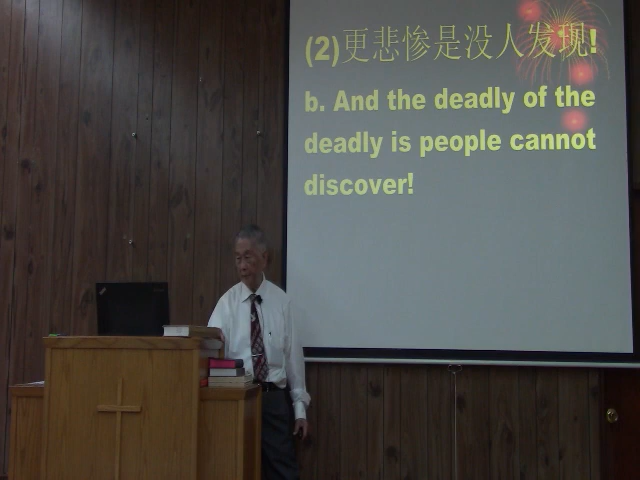 (2)更悲惨是没人发现!
b. And the deadly of the
deadly is people cannot
discover!